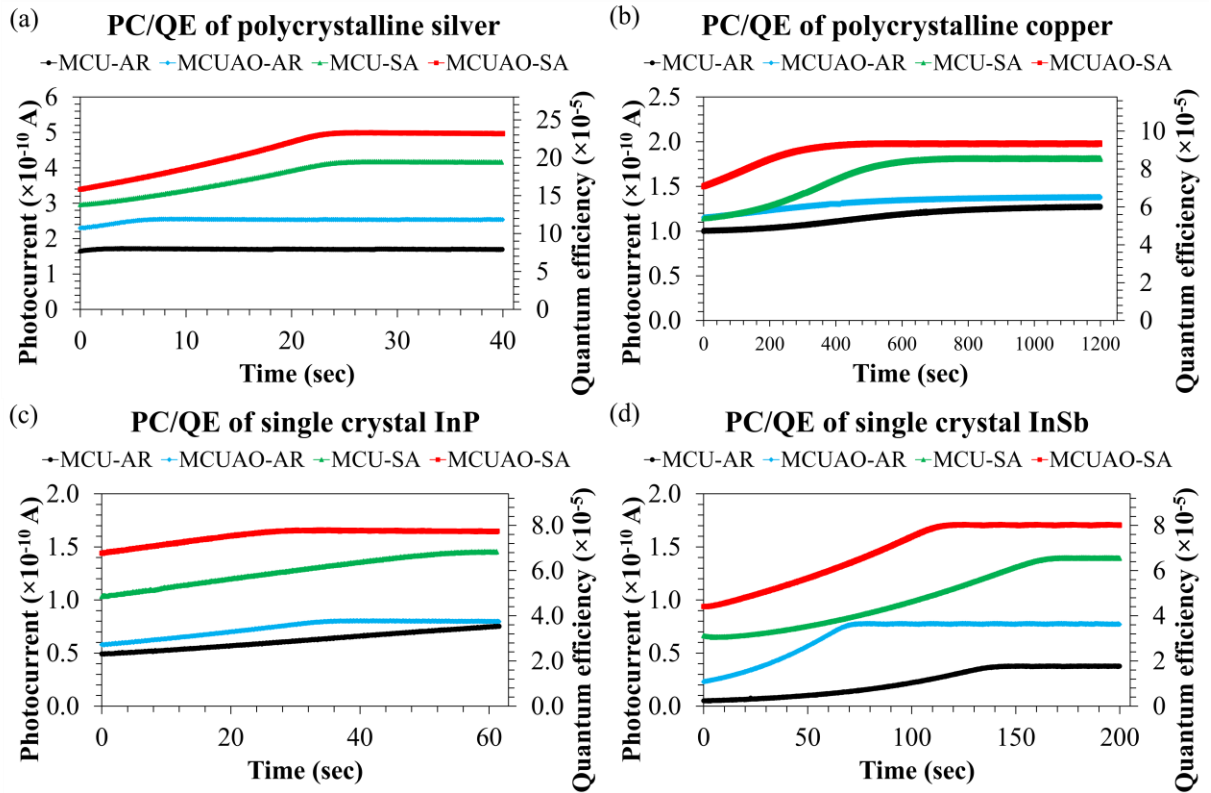 (a)
PC/QE of polycrystalline silver
MCU-AR MCUAO-AR MCU-SA MCUAO-SA
Photocurrent (×10⁻¹⁰ A)
6
5
4
3
2
1
0
Quantum efficiency (×10⁻⁵)
25
20
15
10
5
0
0 10 20 30 40
Time (sec)
(b)
PC/QE of polycrystalline copper
MCU-AR MCUAO-AR MCU-SA MCUAO-SA
Photocurrent (×10⁻¹⁰ A)
2.5
2.0
1.5
1.0
0.5
0.0
Quantum efficiency (×10⁻⁵)
10
8
6
4
2
0
0 200 400 600 800 1000 1200
Time (sec)
(c)
PC/QE of single crystal InP
MCU-AR MCUAO-AR MCU-SA MCUAO-SA
Photocurrent (×10⁻¹⁰ A)
2.0
1.5
1.0
0.5
0.0
Quantum efficiency (×10⁻⁵)
8.0
6.0
4.0
2.0
0.0
0 20 40 60
Time (sec)
(d)
PC/QE of single crystal InSb
MCU-AR MCUAO-AR MCU-SA MCUAO-SA
Photocurrent (×10⁻¹⁰ A)
2.0
1.5
1.0
0.5
0.0
Quantum efficiency (×10⁻⁵)
8
6
4
2
0
0 50 100 150 200
Time (sec)